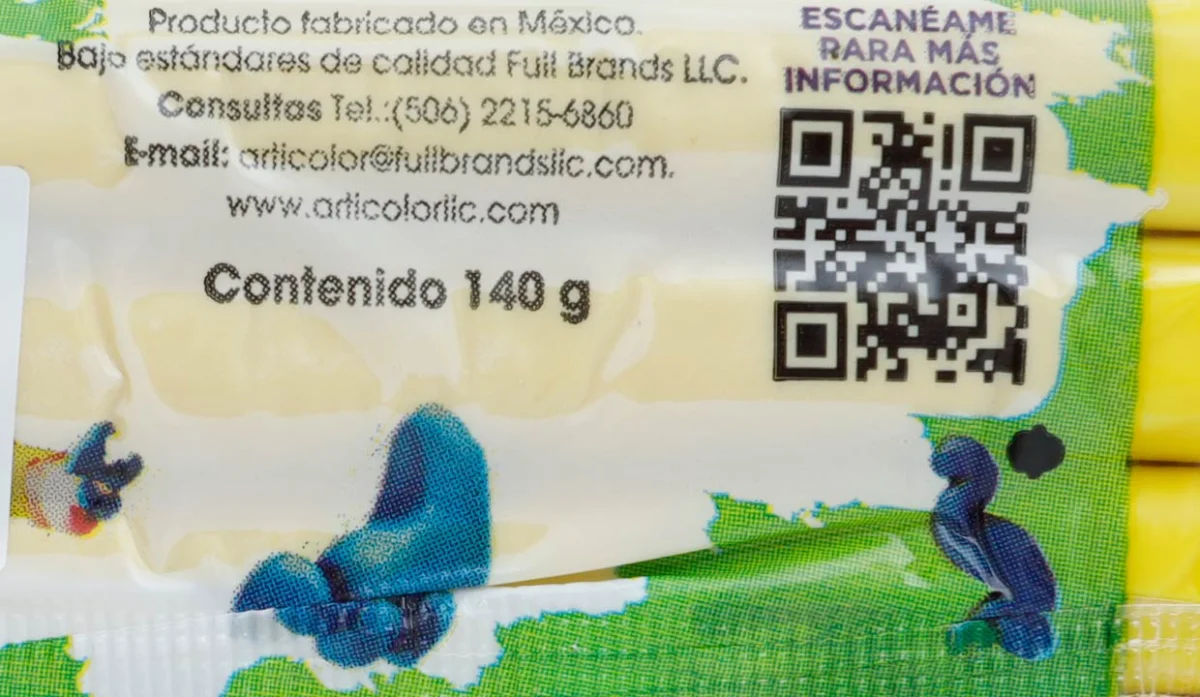 Producto fabricado en México.
Bajo estándares de calidad Full Brands LLC.
Consultas Tel.:(506) 2215-6860
E-mail: articolor@fullbrandsllc.com.
www.articolorllc.com
Contenido 140 g
ESCANÉAME
PARA MÁS
INFORMACIÓN